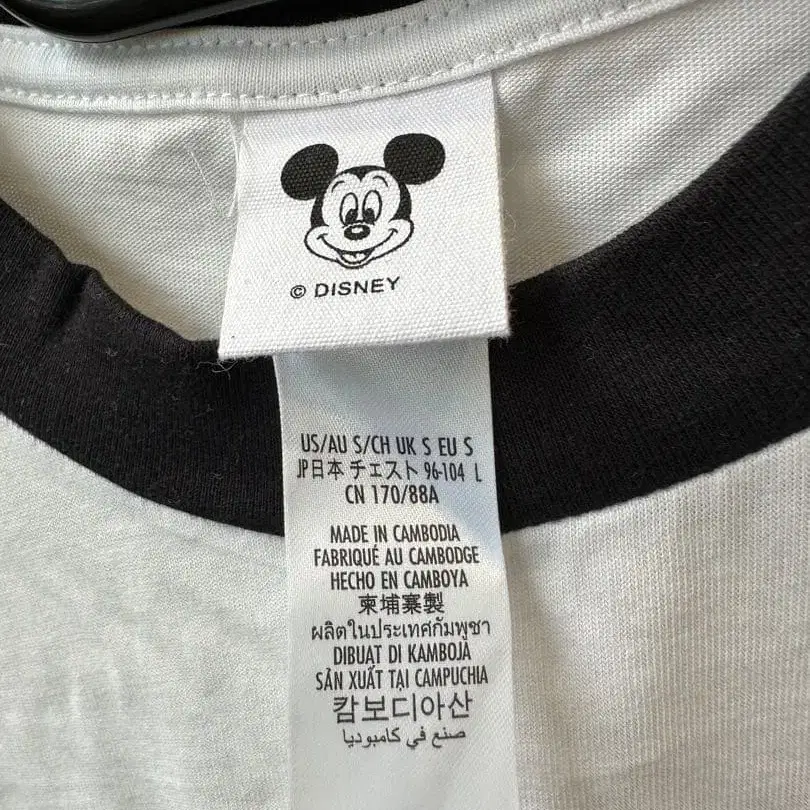 © DISNEY
US/AU S/CH UK S EU S
JP日本 チェスト 96-104 L
CN 170/88A
MADE IN CAMBODIA
FABRIQUÉ AU CAMBODGE
HECHO EN CAMBOYA
柬埔寨製
ผลิตในประเทศกัมพูชา
DIBUAT DI KAMBOJA
SẢN XUẤT TẠI CAMPUCHIA
캄보디아산
صنع في كامبوديا